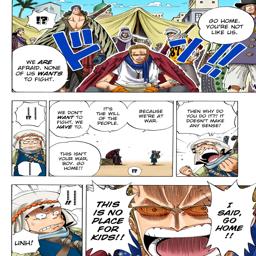 GO HOME.
YOU'RE
NOT LIKE
US.
!?
WE ARE
AFRAID. NONE
OF US WANTS
TO FIGHT.
ドドッ
THEN WHY DO
YOU DO IT?! IT
DOESN'T MAKE
ANY SENSE!
BECAUSE
WE'RE AT
WAR.
IT'S THE
WILL OF
THE
PEOPLE.
WE DON'T
WANT TO
FIGHT, WE
HAVE TO.
THIS ISN'T
YOUR WAR,
BOY. GO
HOME!!
!?
!?
I
SAID,
GO
HOME
!!
THIS
IS NO
PLACE
FOR
KIDS!!
!?
UNH!